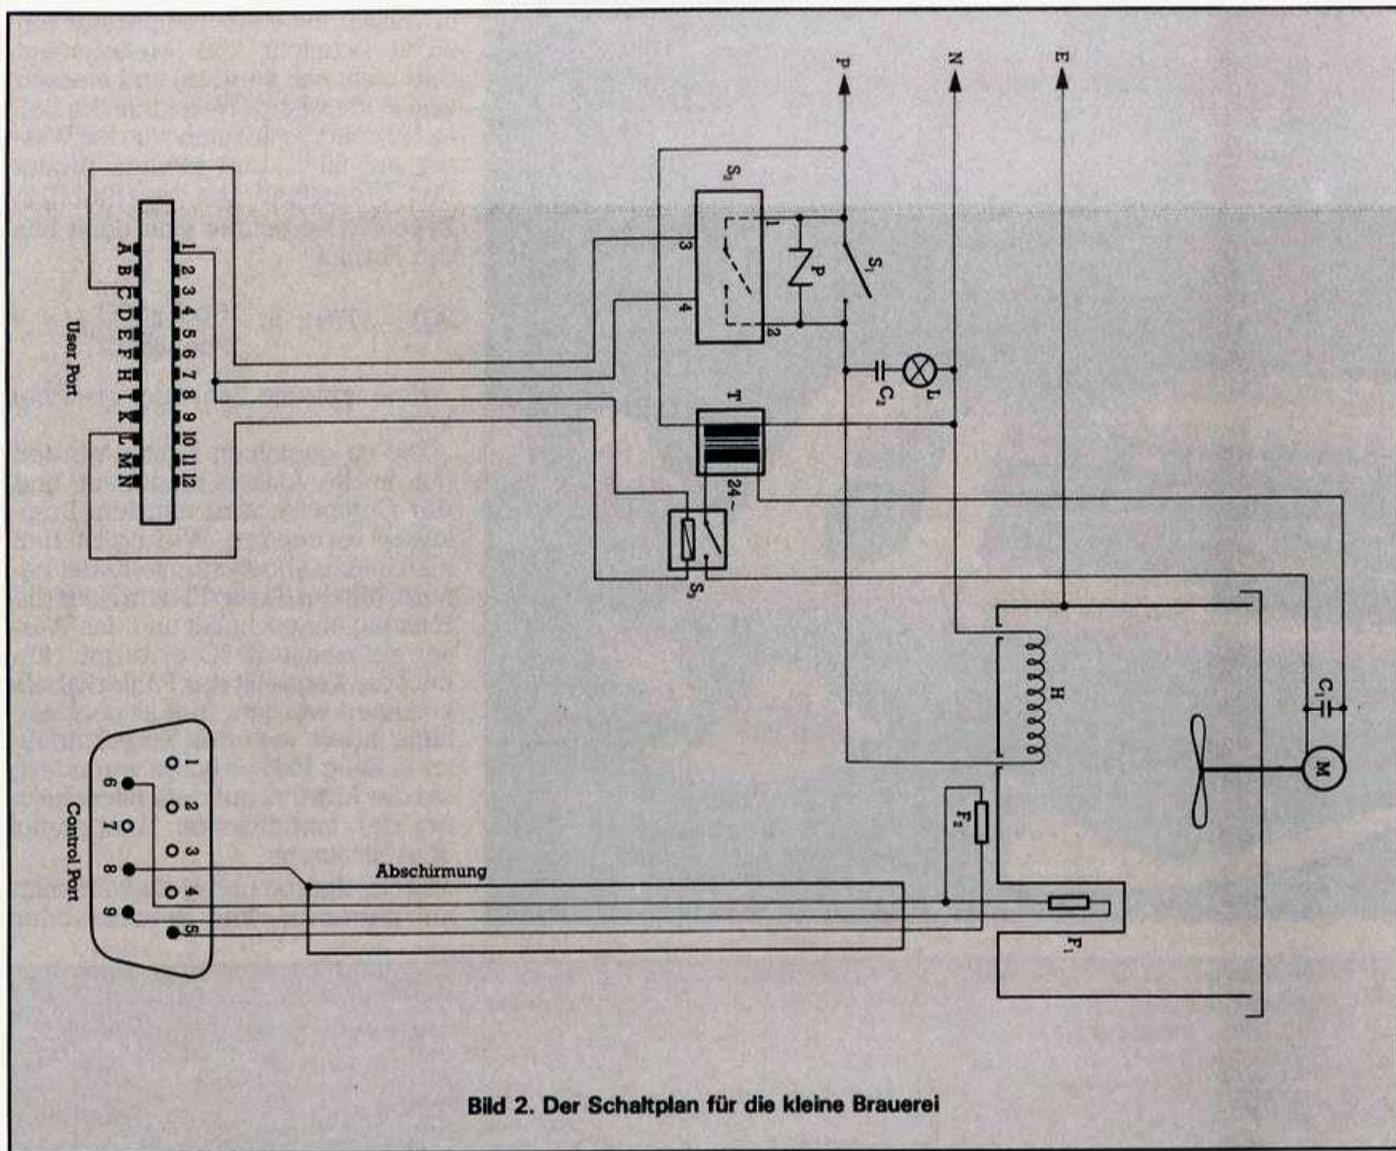 P
N
E
S₂
1
2
3
4
P
S₁
C₂
L
T
24~
S₃
H
C₁
M
1
2
3
4
5
6
7
8
9
10
11
12
A
B
C
D
E
F
H
I
K
L
M
N
User Port
1
2
3
4
5
6
7
8
9
Control Port
Abschirmung
F₂
F₁
Bild 2. Der Schaltplan für die kleine Brauerei